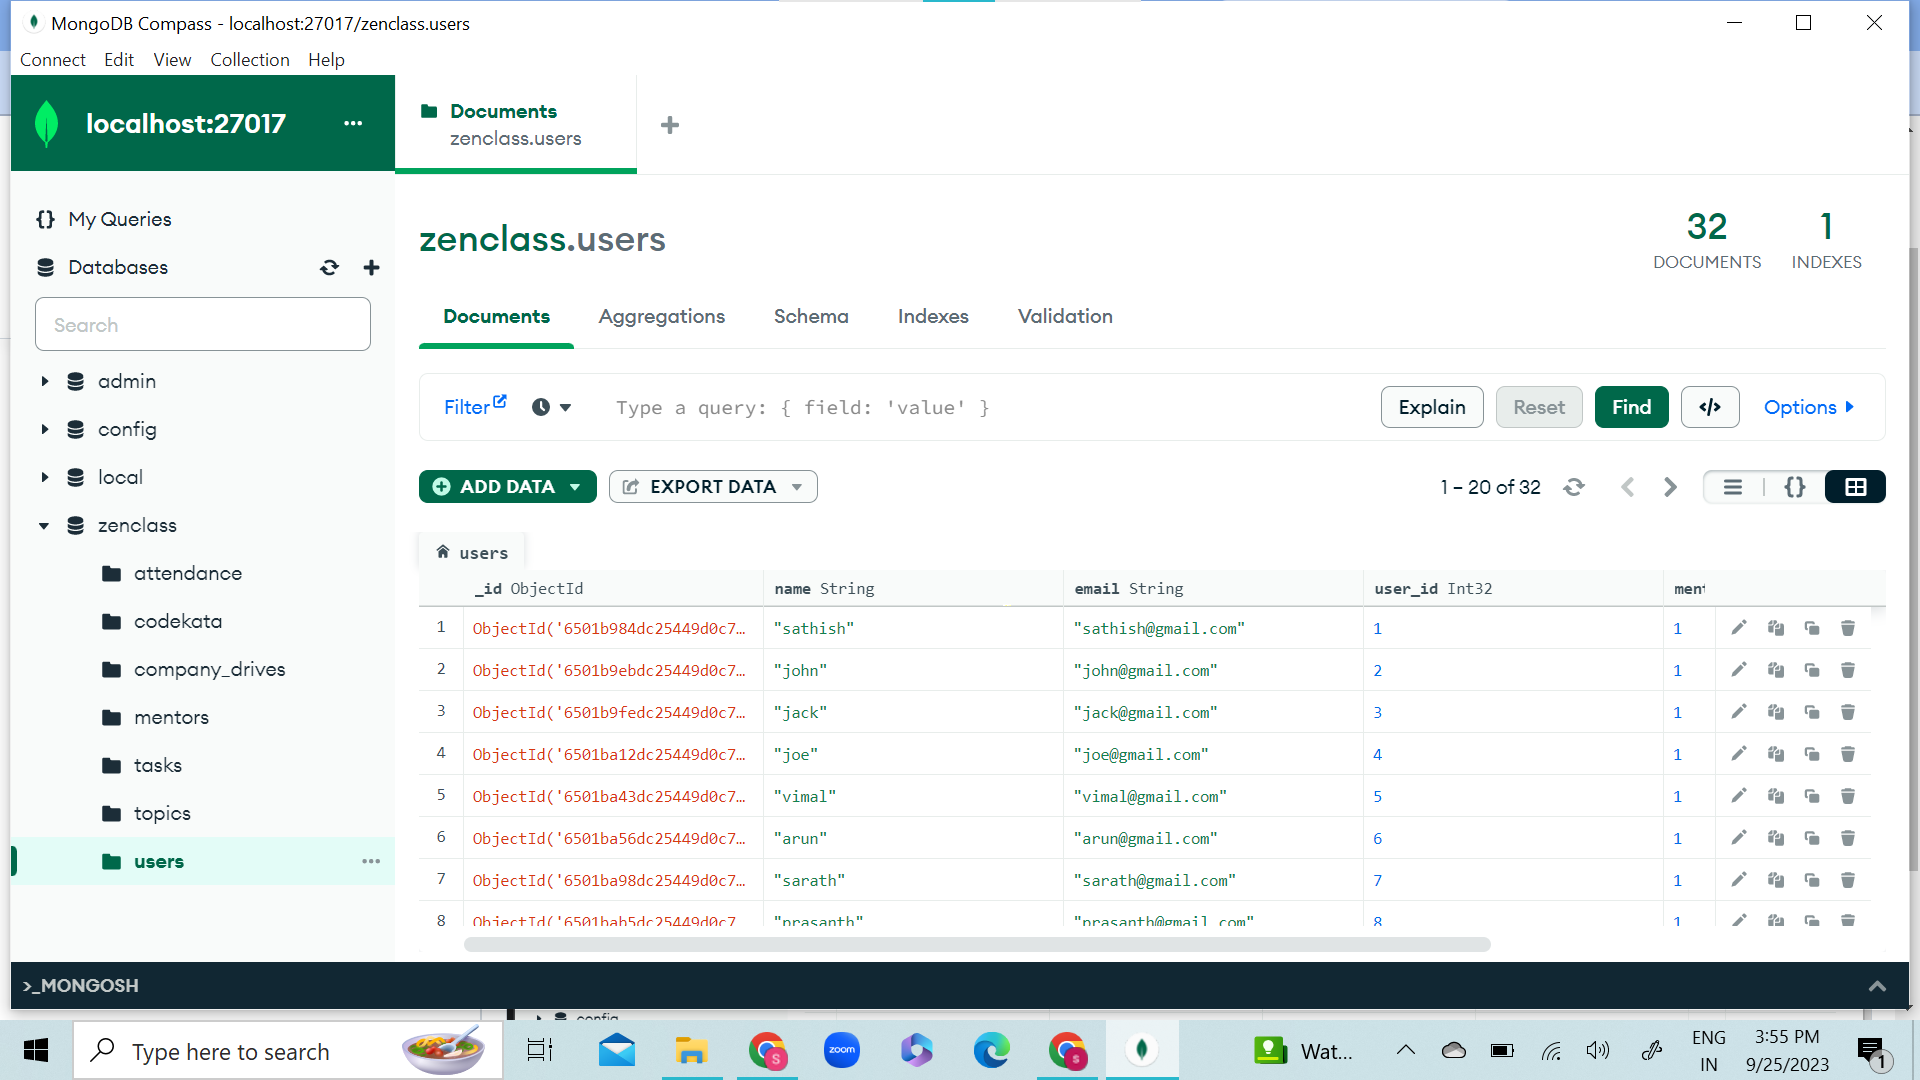 MongoDB Compass - localhost:27017/zenclass.users
Connect Edit View Collection Help
localhost:27017
Documents
zenclass.users
My Queries
Databases
Search
admin
config
local
zenclass
attendance
codekata
company_drives
mentors
tasks
topics
users
zenclass.users
32
DOCUMENTS
1
INDEXES
Documents Aggregations Schema Indexes Validation
Filter Type a query: { field: 'value' } Explain Reset Find </> Options
ADD DATA EXPORT DATA 1 – 20 of 32 {}
users
_id ObjectId name String email String user_id Int32
1 ObjectId('6501b984dc25449d0c7… "sathish" "sathish@gmail.com" 1 1
2 ObjectId('6501b9ebdc25449d0c7… "john" "john@gmail.com" 2 1
3 ObjectId('6501b9fedc25449d0c7… "jack" "jack@gmail.com" 3 1
4 ObjectId('6501ba12dc25449d0c7… "joe" "joe@gmail.com" 4 1
5 ObjectId('6501ba43dc25449d0c7… "vimal" "vimal@gmail.com" 5 1
6 ObjectId('6501ba56dc25449d0c7… "arun" "arun@gmail.com" 6 1
7 ObjectId('6501ba98dc25449d0c7… "sarath" "sarath@gmail.com" 7 1
8 ObjectId('6501bab5dc25449d0c7 "prasanth" "prasanth@gmail.com" 8 1
>_MONGOSH
config
Type here to search
zoom
S
S
Wat...
ENG
IN
3:55 PM
9/25/2023
1